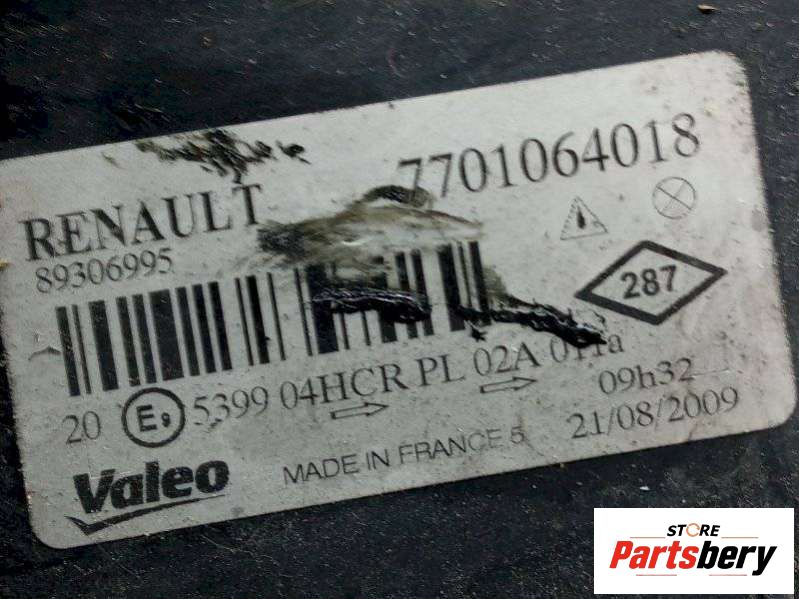 RENAULT 7701064018
89306995
287
20 E9 5399 04HCR PL 02A 011a
09h32
Valeo MADE IN FRANCE 5 21/08/2009
STORE
Partsbery